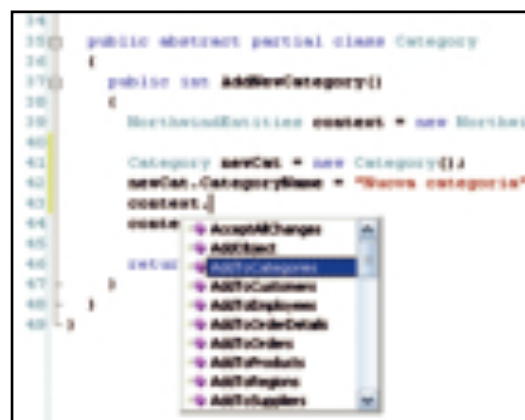 34
35 public abstract partial class Category
36 {
37 public int AddNewCategory()
38 {
39 NorthwindEntities context = new Northwi
40
41 Category newCat = new Category();
42 newCat.CategoryName = "Nuova categoria"
43 context.
44 conte
45
46 retur
47 }
48 }
49 }
AcceptAllChanges
AddObject
AddToCategories
AddToCustomers
AddToEmployees
AddToOrderDetails
AddToOrders
AddToProducts
AddToRegions
AddToSuppliers